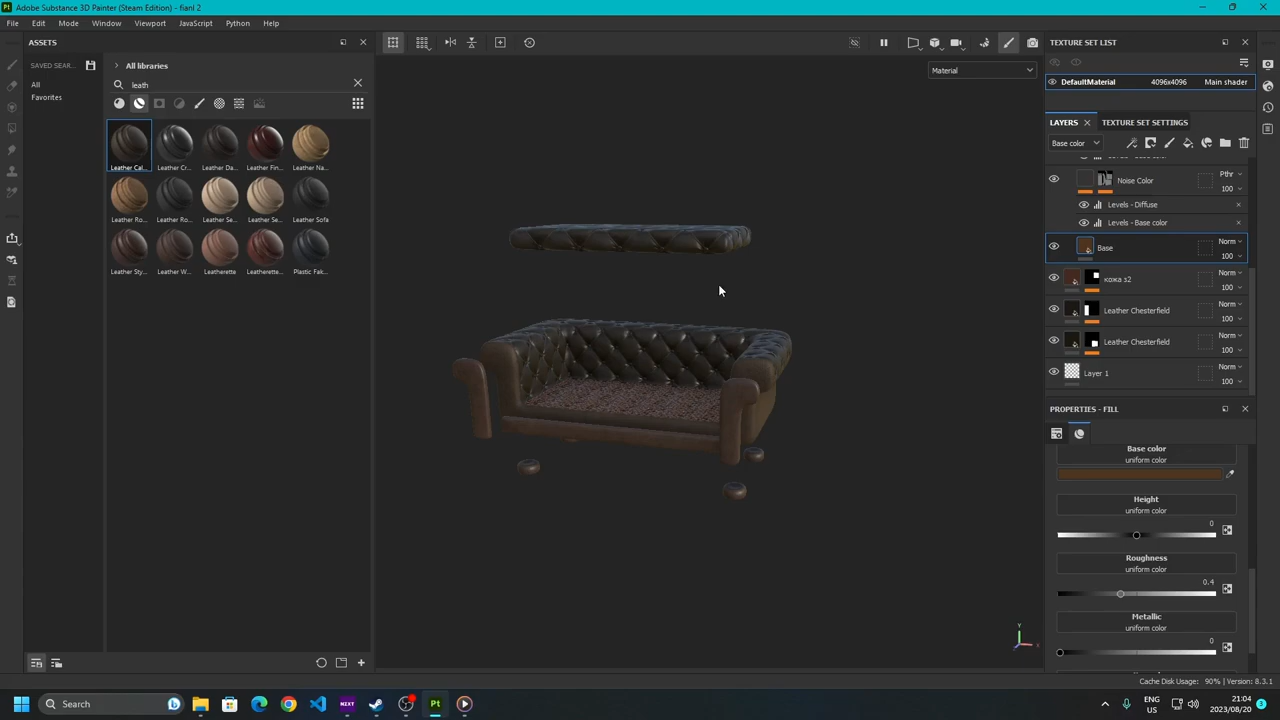 Adobe Substance 3D Painter (Steam Edition) - fianl 2
File Edit Mode Window Viewport JavaScript Python Help
ASSETS
SAVED SEAR...
All
Favorites
All libraries
leath
Leather Cal...
Leather Cr...
Leather Da...
Leather Fin...
Leather Na...
Leather Ro...
Leather Ro...
Leather Se...
Leather Se...
Leather Sofa
Leather Sty...
Leather W...
Leatherette
Leatherette...
Plastic Fak...
Material
Y
TEXTURE SET LIST
DefaultMaterial 4096x4096 Main shader
LAYERS TEXTURE SET SETTINGS
Base color
Noise Color Pthr 100
Levels - Diffuse
Levels - Base color
Base Norm 100
кожа з2 Norm 100
Leather Chesterfield Norm 100
Leather Chesterfield Norm 100
Layer 1 Norm 100
PROPERTIES - FILL
Base color
uniform color
Height
uniform color
0
Roughness
uniform color
0.4
Metallic
uniform color
0
Cache Disk Usage: 90% | Version: 8.3.1
Search
NEXT
Pt
ENG
US
21:04
2023/08/20
3